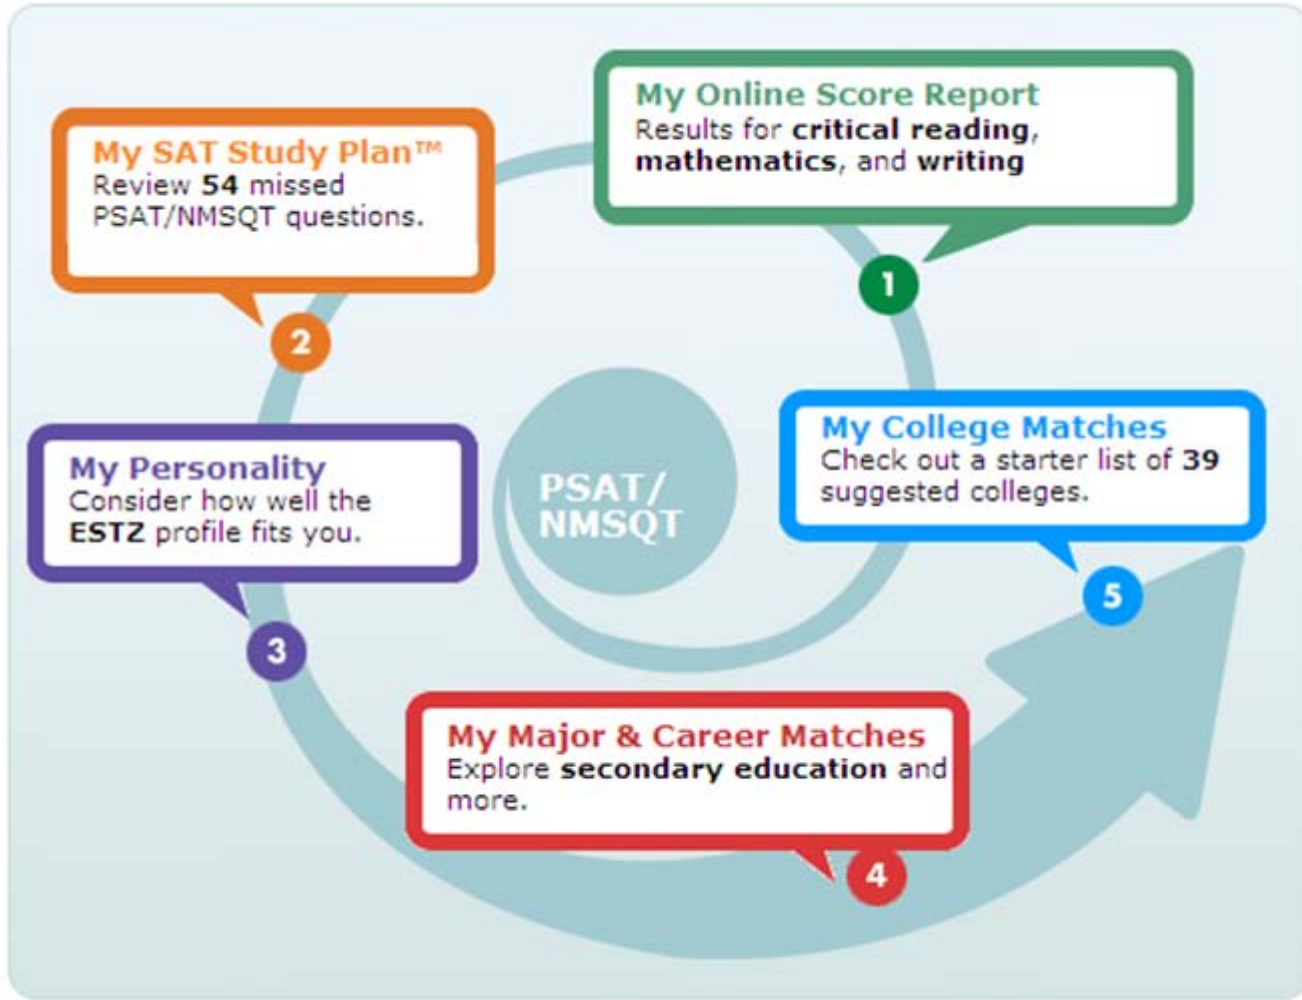 My Online Score Report
Results for critical reading,
mathematics, and writing
1
My SAT Study Plan™
Review 54 missed
PSAT/NMSQT questions.
2
My Personality
Consider how well the
ESTZ profile fits you.
3
PSAT/
NMSQT
My Major & Career Matches
Explore secondary education and
more.
4
My College Matches
Check out a starter list of 39
suggested colleges.
5